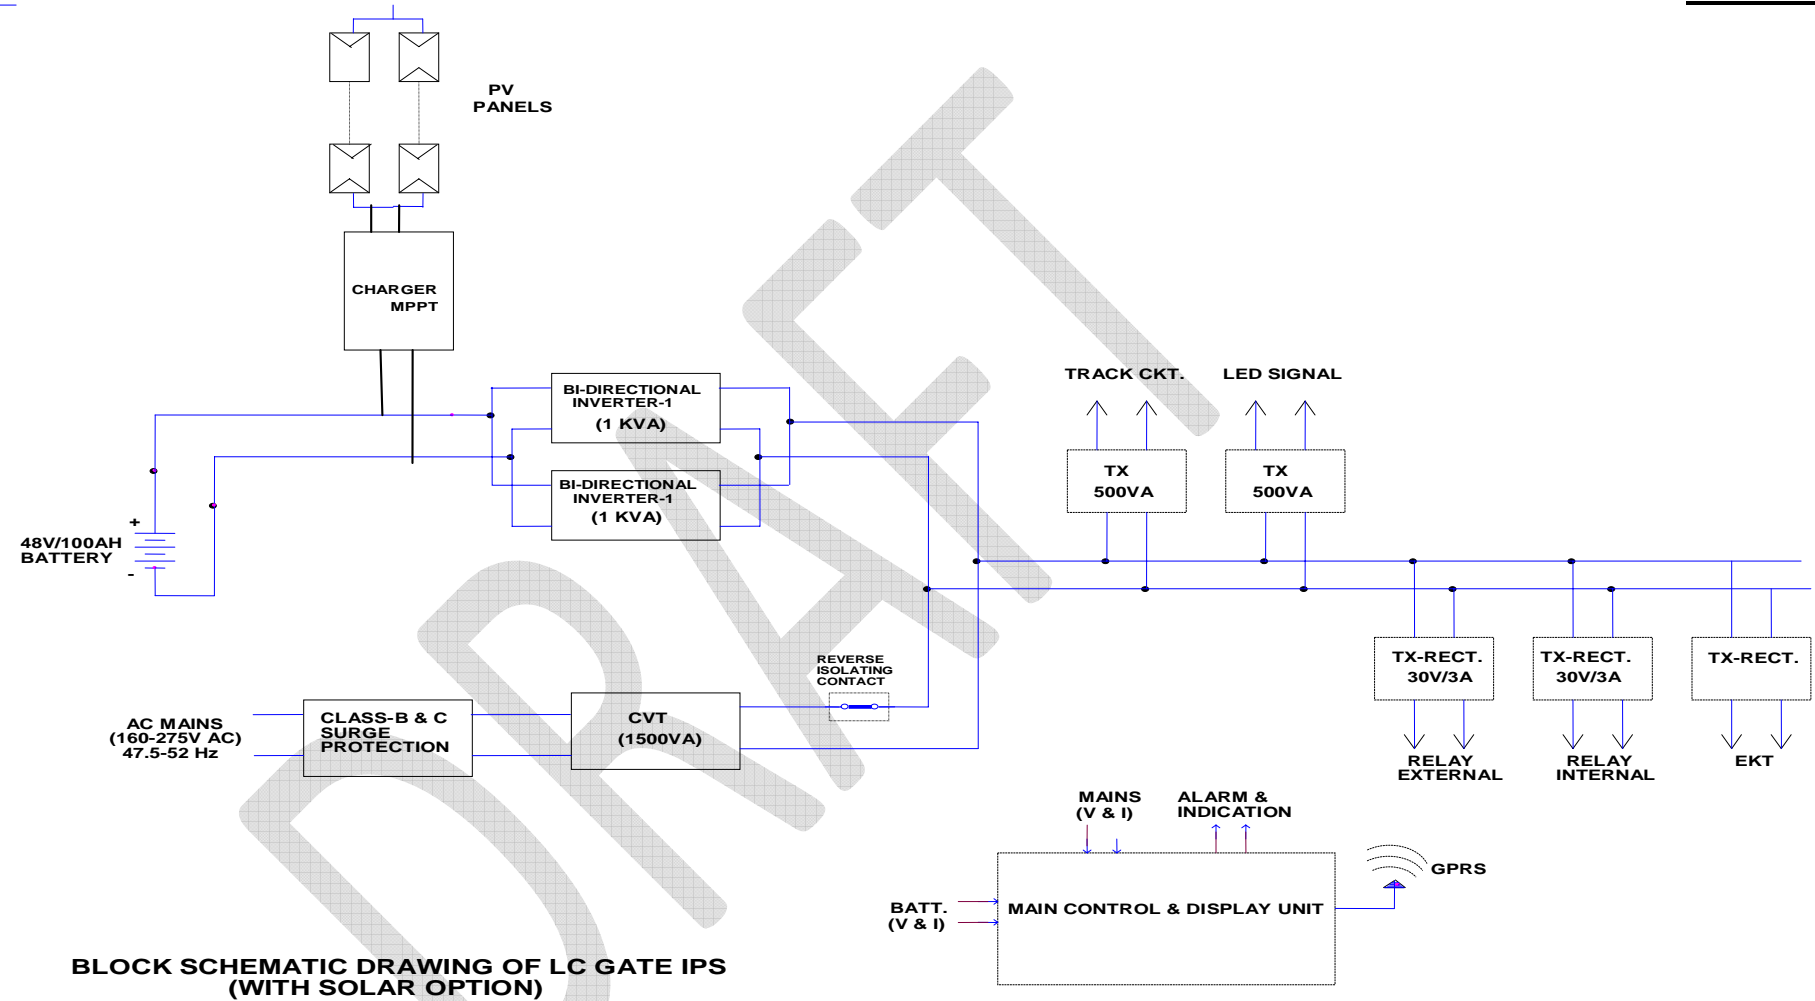 PV
PANELS
CHARGER
MPPT
BI-DIRECTIONAL
INVERTER-1
(1 KVA)
BI-DIRECTIONAL
INVERTER-1
(1 KVA)
TRACK CKT.
LED SIGNAL
TX
500VA
TX
500VA
+
48V/100AH
BATTERY
-
REVERSE
ISOLATING
CONTACT
TX-RECT.
30V/3A
TX-RECT.
30V/3A
TX-RECT.
AC MAINS
(160-275V AC)
47.5-52 Hz
CLASS-B & C
SURGE
PROTECTION
CVT
(1500VA)
RELAY
EXTERNAL
RELAY
INTERNAL
EKT
MAINS
(V & I)
ALARM &
INDICATION
GPRS
BATT.
(V & I)
MAIN CONTROL & DISPLAY UNIT
BLOCK SCHEMATIC DRAWING OF LC GATE IPS
(WITH SOLAR OPTION)
DRAFT